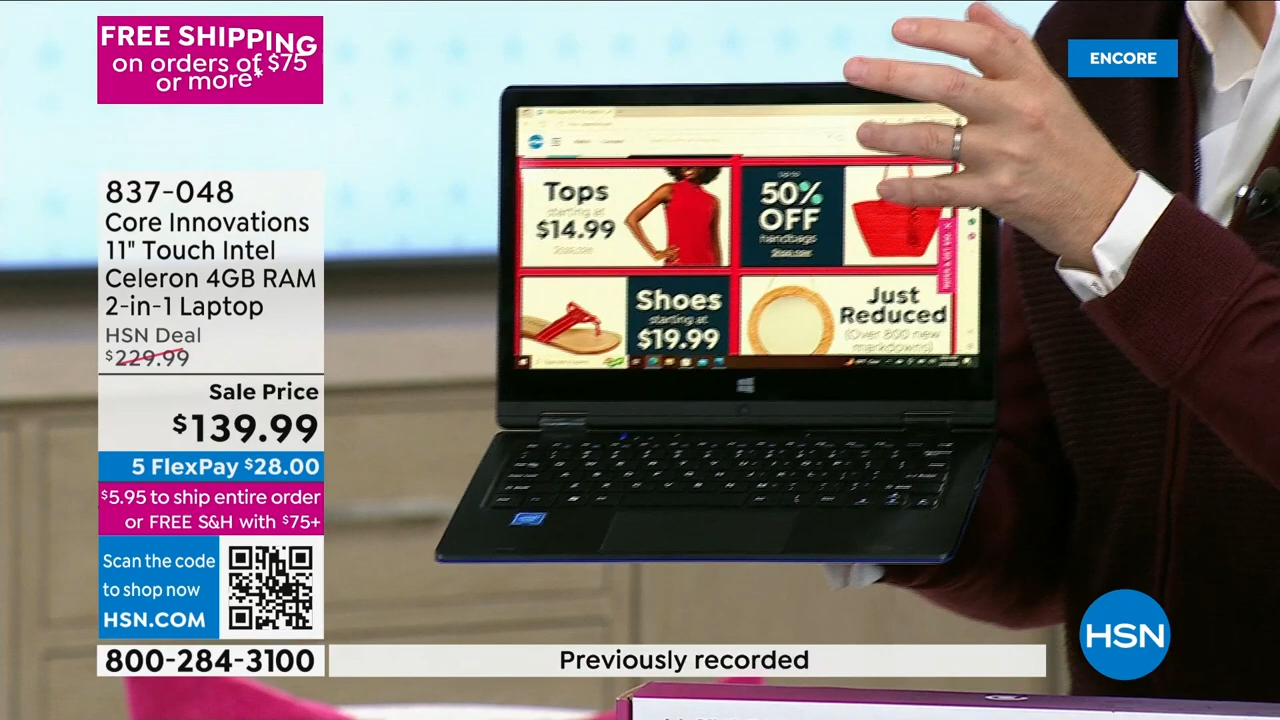 FREE SHIPPING
on orders of $75
or more*
ENCORE
837-048
Core Innovations
11" Touch Intel
Celeron 4GB RAM
2-in-1 Laptop
HSN Deal
$229.99
Sale Price
$139.99
5 FlexPay $28.00
$5.95 to ship entire order
or FREE S&H with $75+
Scan the code
to shop now
HSN.COM
800-284-3100
Previously recorded
HSN
Tops
starting at
$14.99
up to
50%
OFF
handbags
Shoes
starting at
$19.99
Just
Reduced
(Over 800 new
markdowns)
intel